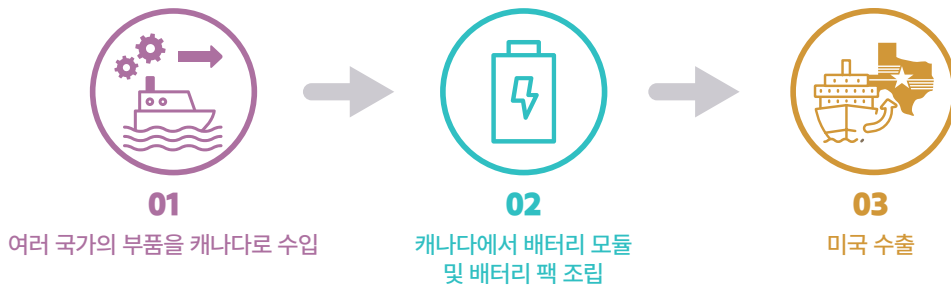 01
여러 국가의 부품을 캐나다로 수입
02
캐나다에서 배터리 모듈
및 배터리 팩 조립
03
미국 수출